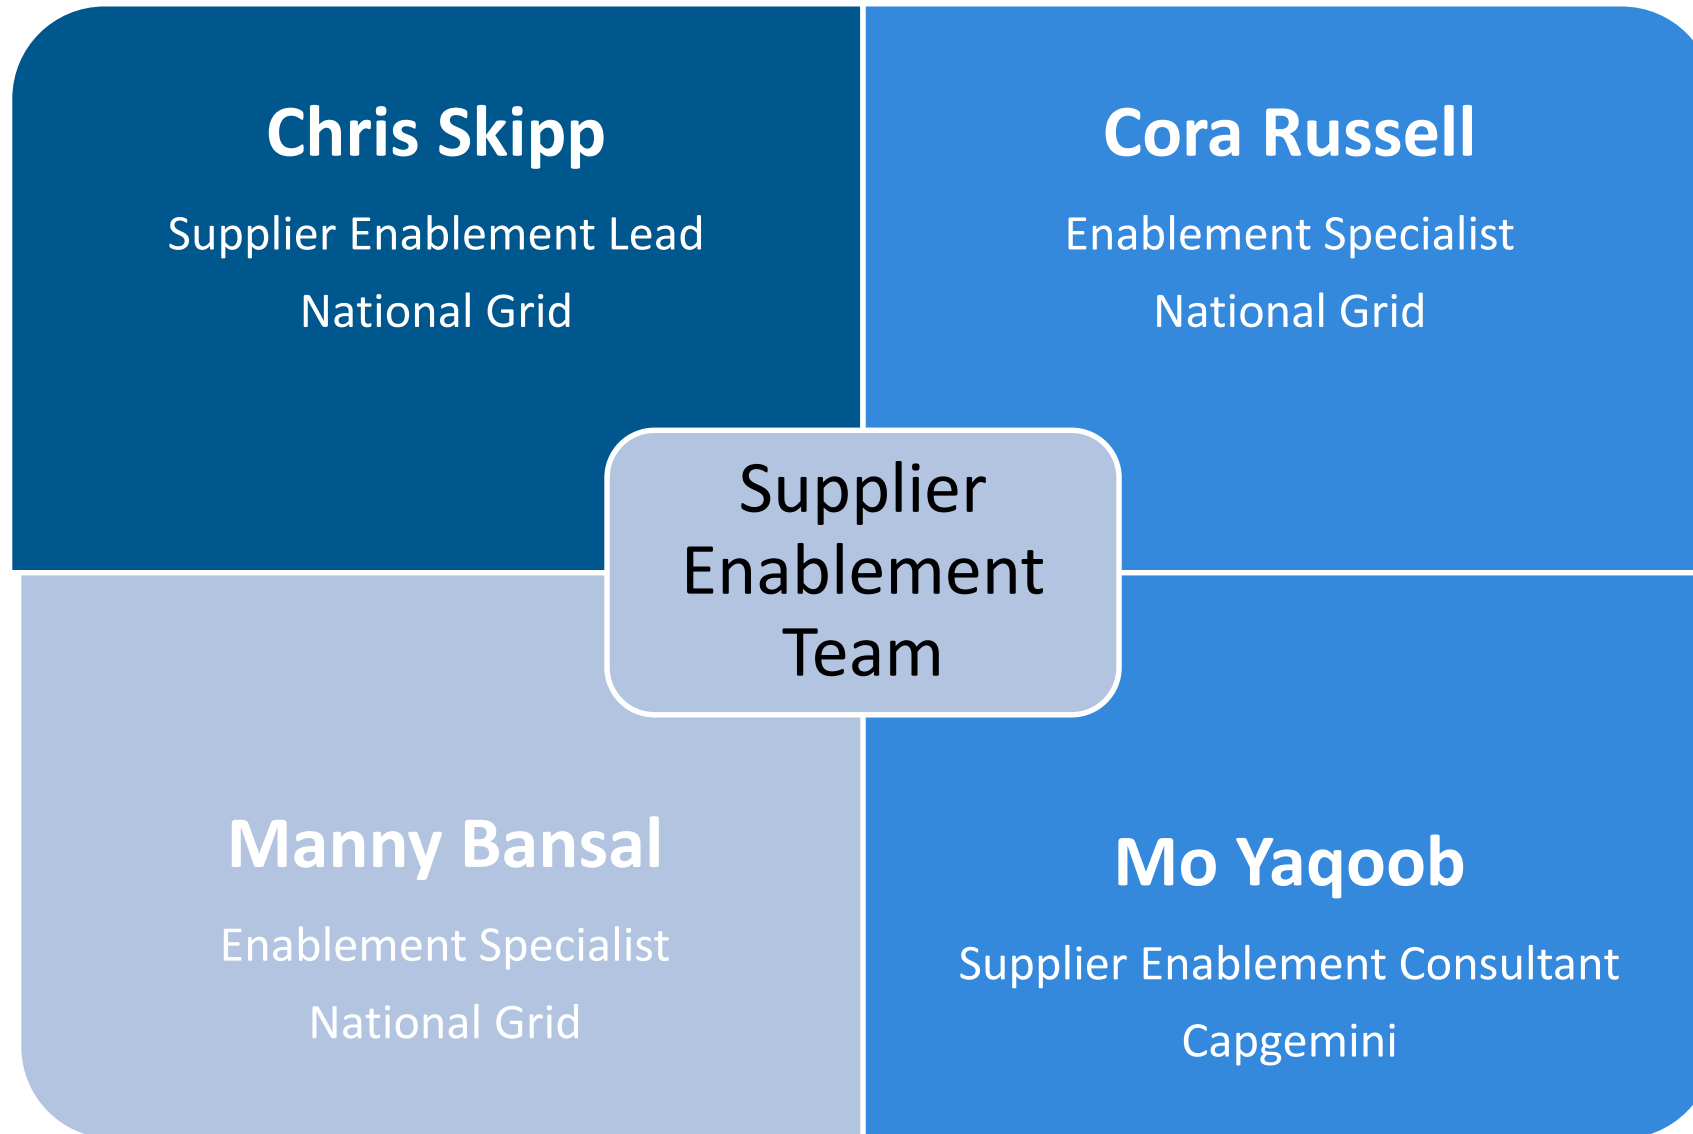 Chris Skipp
Supplier Enablement Lead
National Grid
Cora Russell
Enablement Specialist
National Grid
Supplier
Enablement
Team
Manny Bansal
Enablement Specialist
National Grid
Mo Yaqoob
Supplier Enablement Consultant
Capgemini